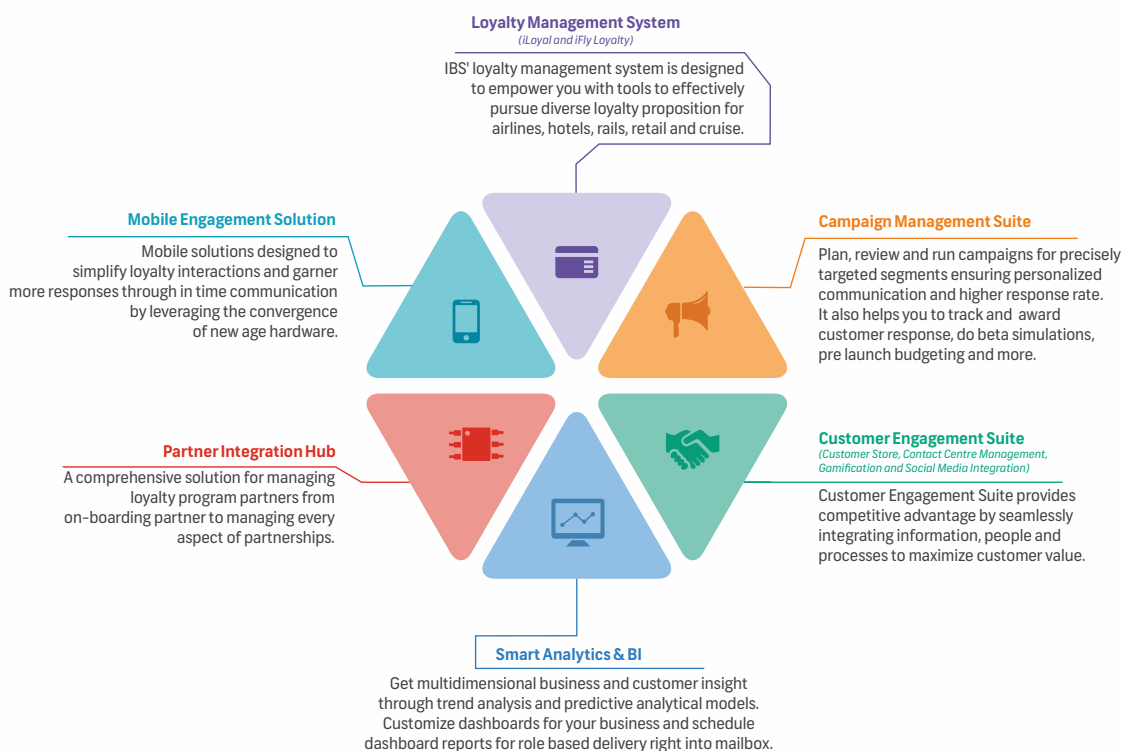 Loyalty Management System
(iLoyal and iFly Loyalty)
IBS' loyalty management system is designed
to empower you with tools to effectively
pursue diverse loyalty proposition for
airlines, hotels, rails, retail and cruise.
Mobile Engagement Solution
Mobile solutions designed to
simplify loyalty interactions and garner
more responses through in time communication
by leveraging the convergence
of new age hardware.
Campaign Management Suite
Plan, review and run campaigns for precisely
targeted segments ensuring personalized
communication and higher response rate.
It also helps you to track and award
customer response, do beta simulations,
pre launch budgeting and more.
Partner Integration Hub
A comprehensive solution for managing
loyalty program partners from
on-boarding partner to managing every
aspect of partnerships.
Customer Engagement Suite
(Customer Store, Contact Centre Management,
Gamification and Social Media Integration)
Customer Engagement Suite provides
competitive advantage by seamlessly
integrating information, people and
processes to maximize customer value.
Smart Analytics & BI
Get multidimensional business and customer insight
through trend analysis and predictive analytical models.
Customize dashboards for your business and schedule
dashboard reports for role based delivery right into mailbox.